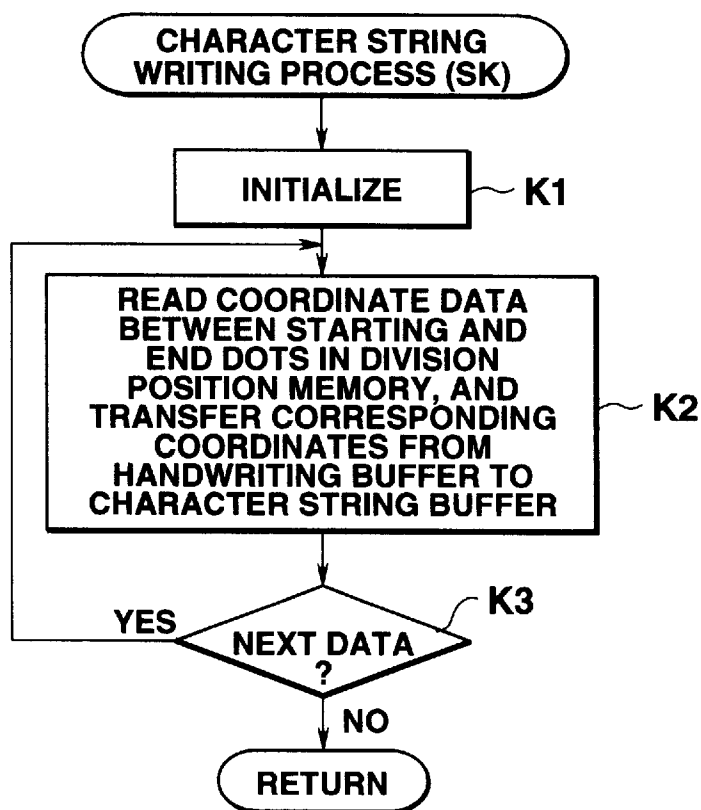 CHARACTER STRING
WRITING PROCESS (SK)
INITIALIZE
K1
READ COORDINATE DATA
BETWEEN STARTING AND
END DOTS IN DIVISION
POSITION MEMORY, AND
TRANSFER CORRESPONDING
COORDINATES FROM
HANDWRITING BUFFER TO
CHARACTER STRING BUFFER
K2
K3
YES
NEXT DATA
?
NO
RETURN